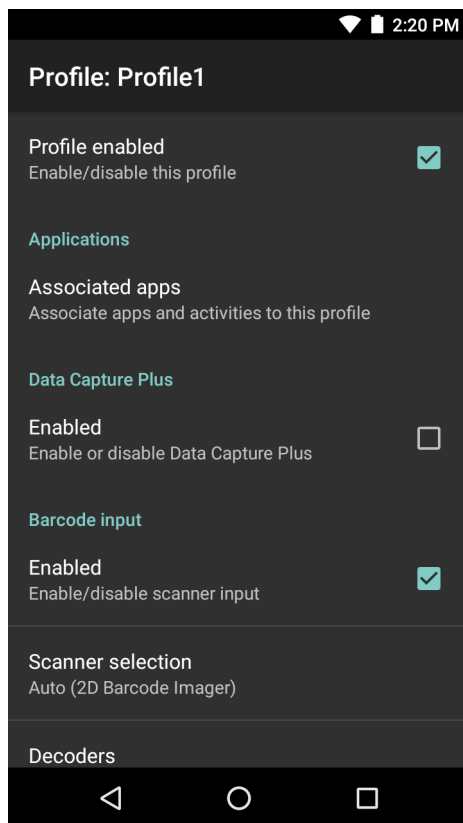 2:20 PM
Profile: Profile1
Profile enabled
Enable/disable this profile
Applications
Associated apps
Associate apps and activities to this profile
Data Capture Plus
Enabled
Enable or disable Data Capture Plus
Barcode input
Enabled
Enable/disable scanner input
Scanner selection
Auto (2D Barcode Imager)
Decoders